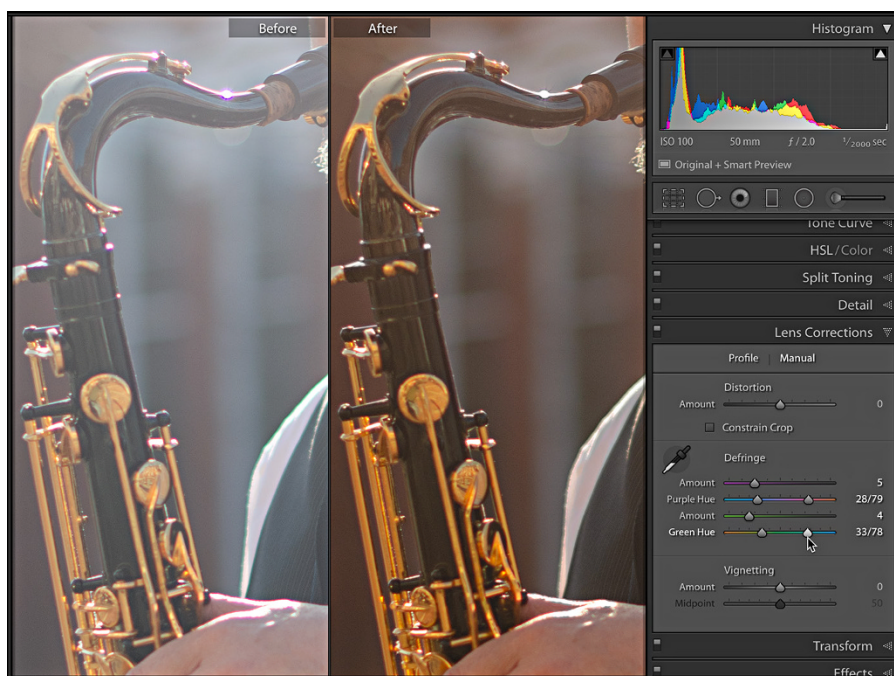 Before
After
Histogram
ISO 100 50 mm ƒ / 2.0 1/2000 sec
Original + Smart Preview
Tone Curve
HSL / Color
Split Toning
Detail
Lens Corrections
Profile | Manual
Distortion
Amount 0
Constrain Crop
Defringe
Amount 5
Purple Hue 28/79
Amount 4
Green Hue 33/78
Vignetting
Amount 0
Midpoint 50
Transform
Effects